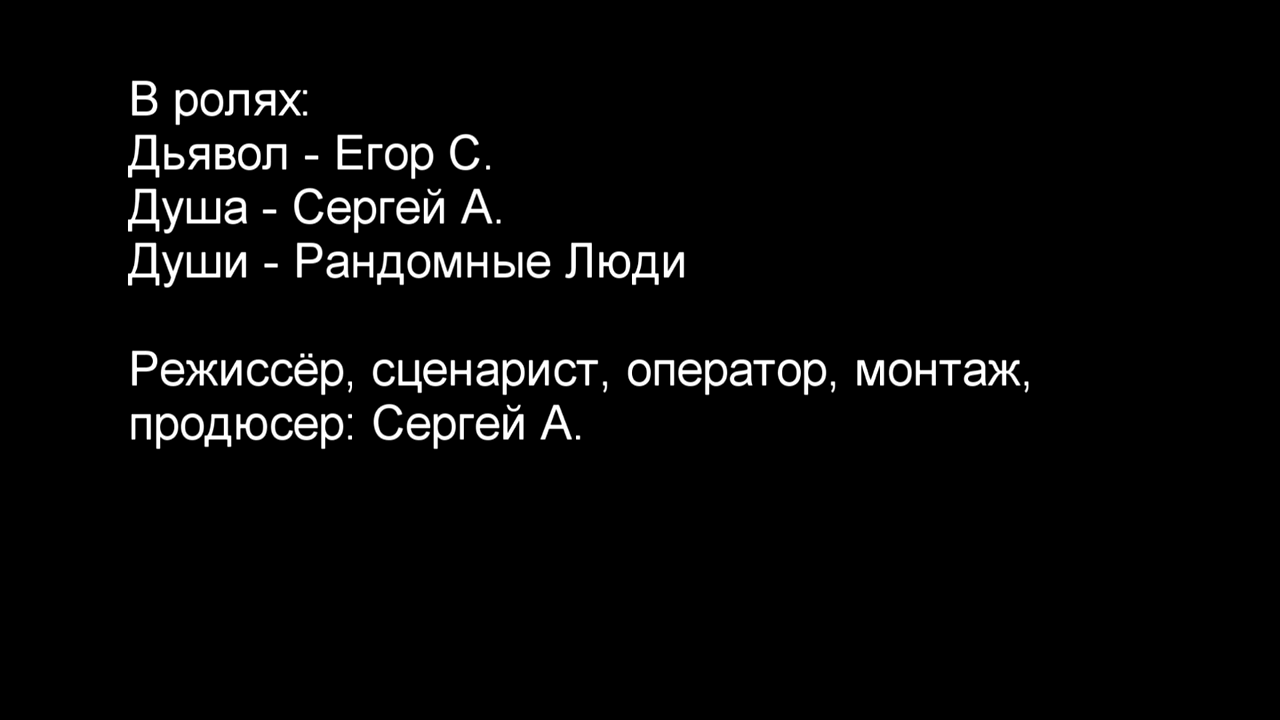 В ролях:
Дьявол - Егор С.
Душа - Сергей А.
Души - Рандомные Люди
Режиссёр, сценарист, оператор, монтаж,
продюсер: Сергей А.